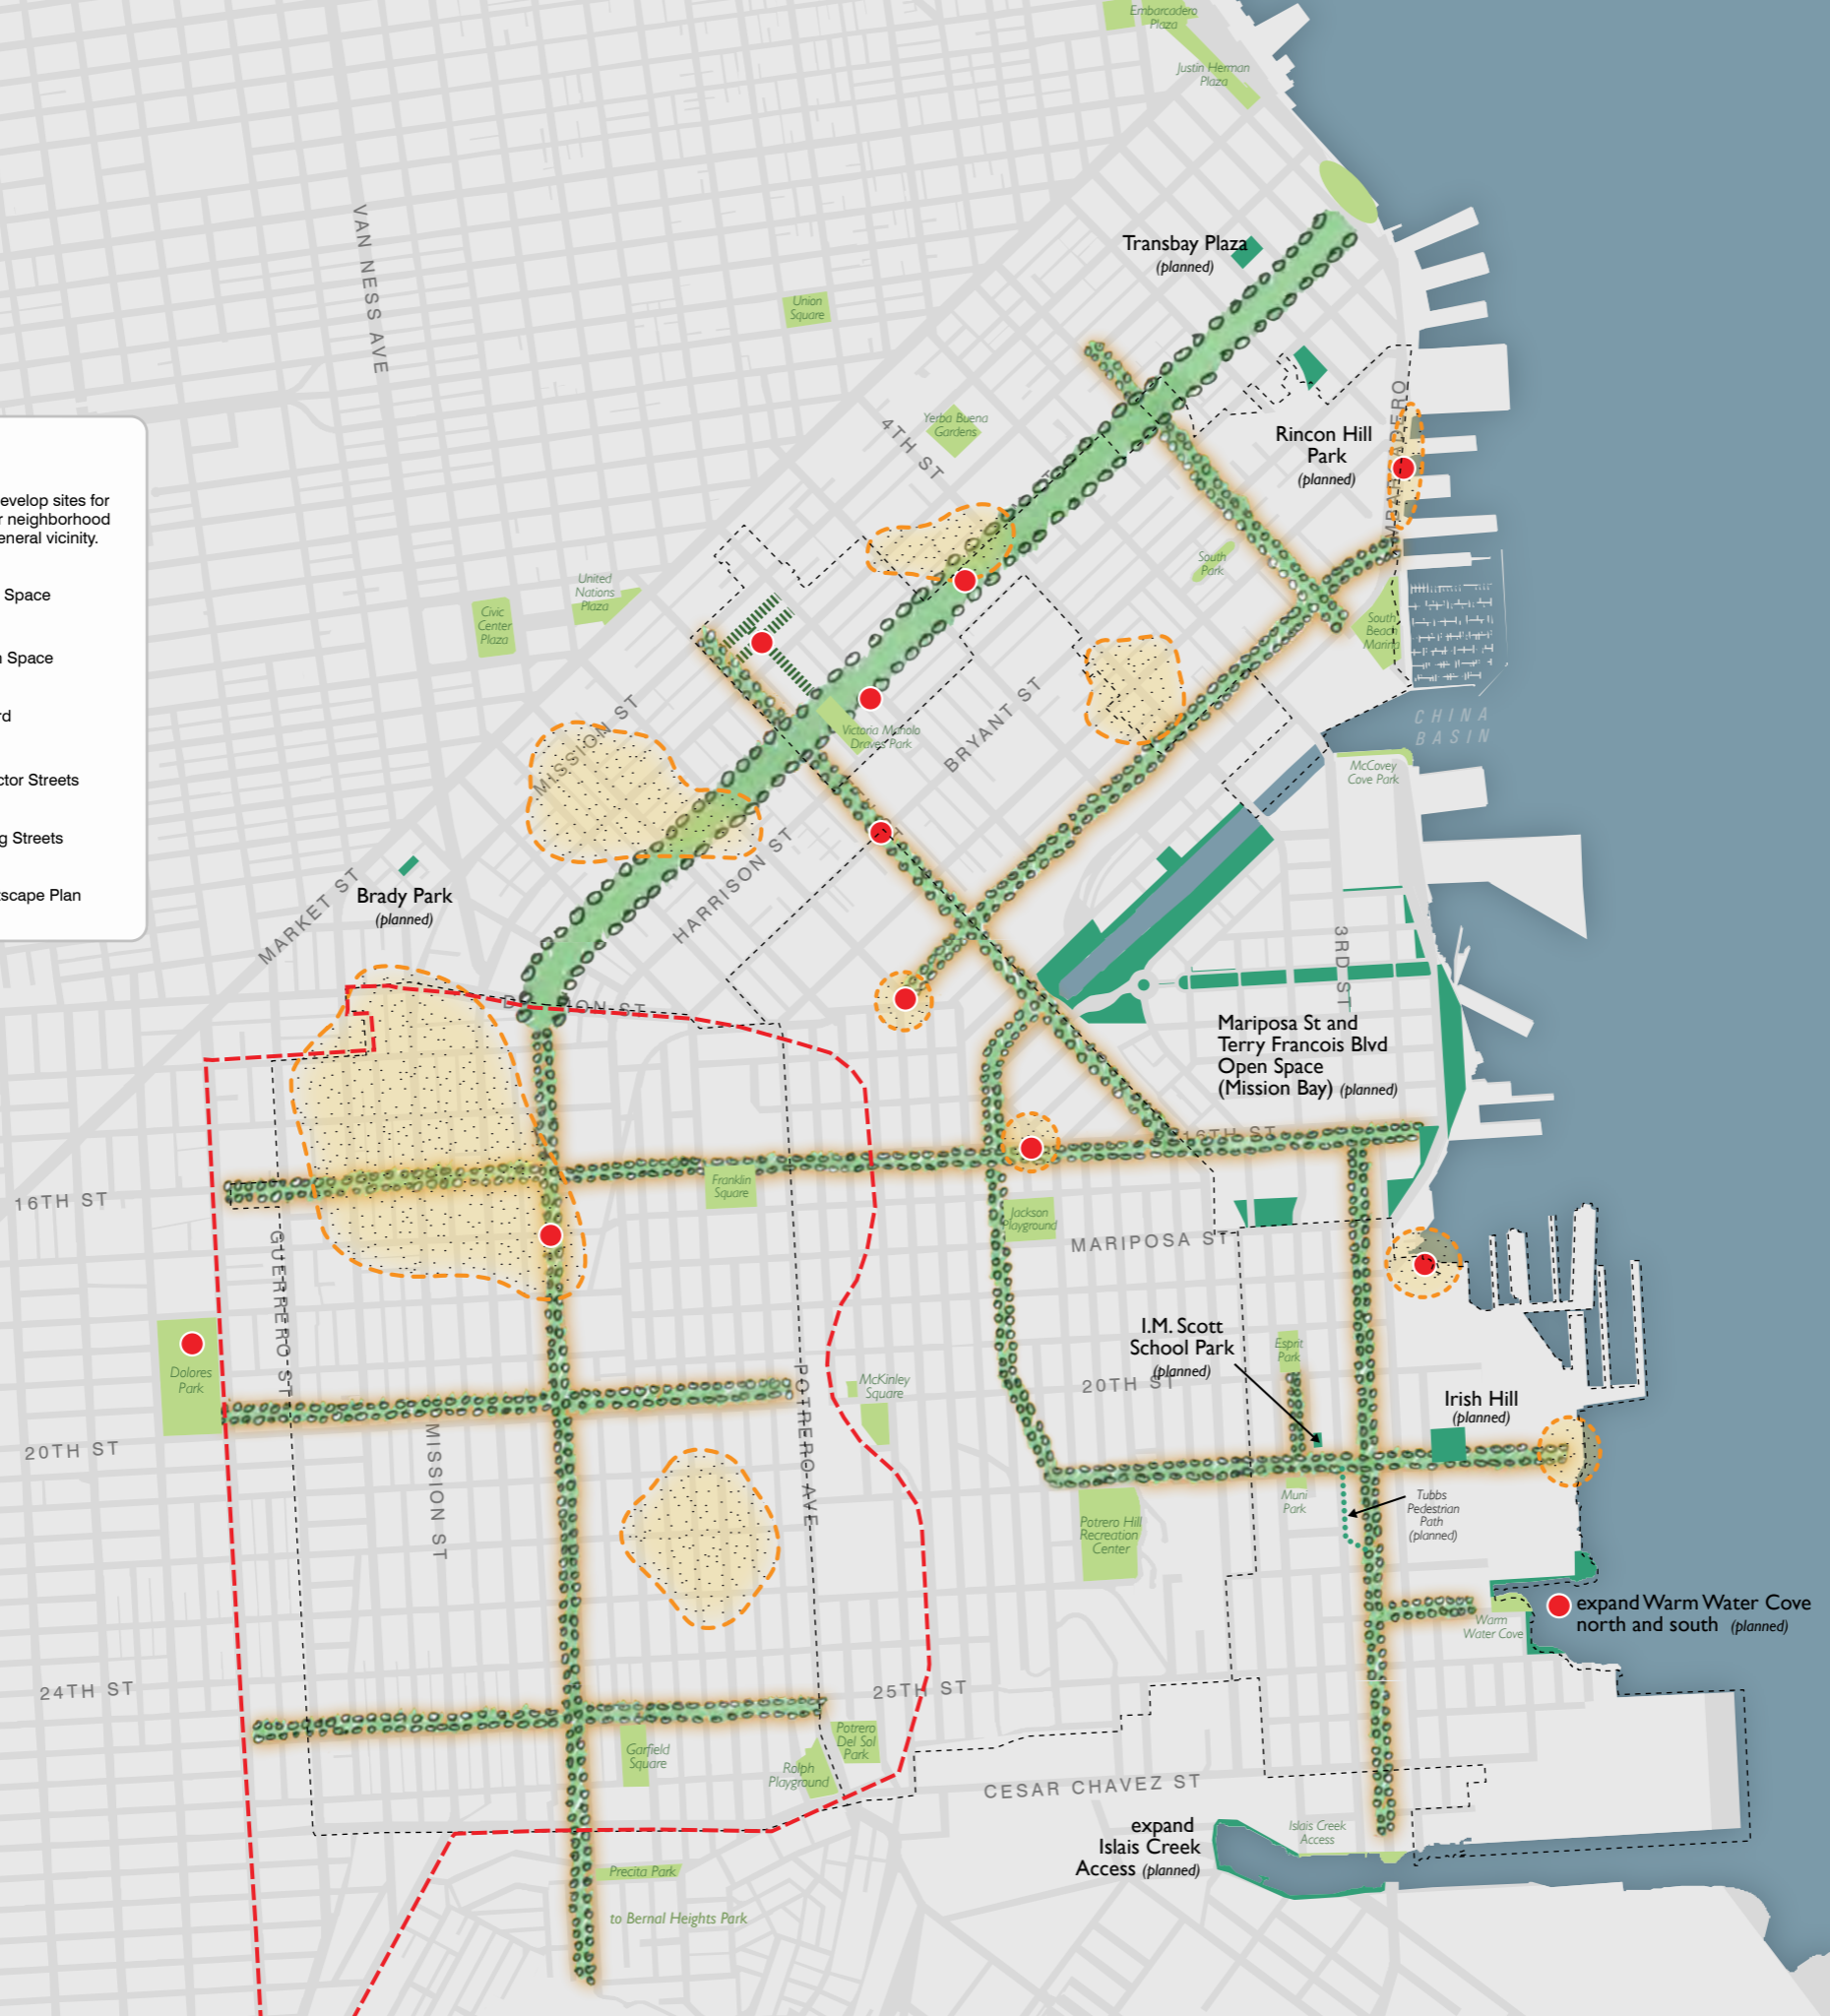 Embarcadero
Plaza
Justin Herman
Plaza
VAN NESS AVE
Transbay Plaza
(planned)
Union
Square
Yerba Buena
Gardens
4TH ST
Rincon Hill
Park
(planned)
evelop sites for
neighborhood
eneral vicinity.
Space
Space
rd
ctor Streets
g Streets
scape Plan
United
Nations
Plaza
Civic
Center
Plaza
South
Park
South
Beach
Marina
CHINA
BASIN
McCovey
Cove Park
Victoria Manolo
Draves Park
BRYANT ST
MISSION ST
HARRISON ST
MARKET ST
Brady Park
(planned)
3RD ST
Mariposa St and
Terry Francois Blvd
Open Space
(Mission Bay) (planned)
16TH ST
16TH ST
Franklin
Square
Jackson
Playground
MARIPOSA ST
GUERRERO ST
I.M. Scott
School Park
(planned)
Esprit
Park
Dolores
Park
McKinley
Square
20TH ST
Irish Hill
(planned)
20TH ST
MISSION ST
POTRERO AVE
Muni
Park
Tubbs
Pedestrian
Path
(planned)
Potrero Hill
Recreation
Center
expand Warm Water Cove
north and south (planned)
Warm
Water Cove
24TH ST
25TH ST
Garfield
Square
Potrero
Del Sol
Park
Rolph
Playground
CESAR CHAVEZ ST
expand
Islais Creek
Access (planned)
Islais Creek
Access
Precita Park
to Bernal Heights Park